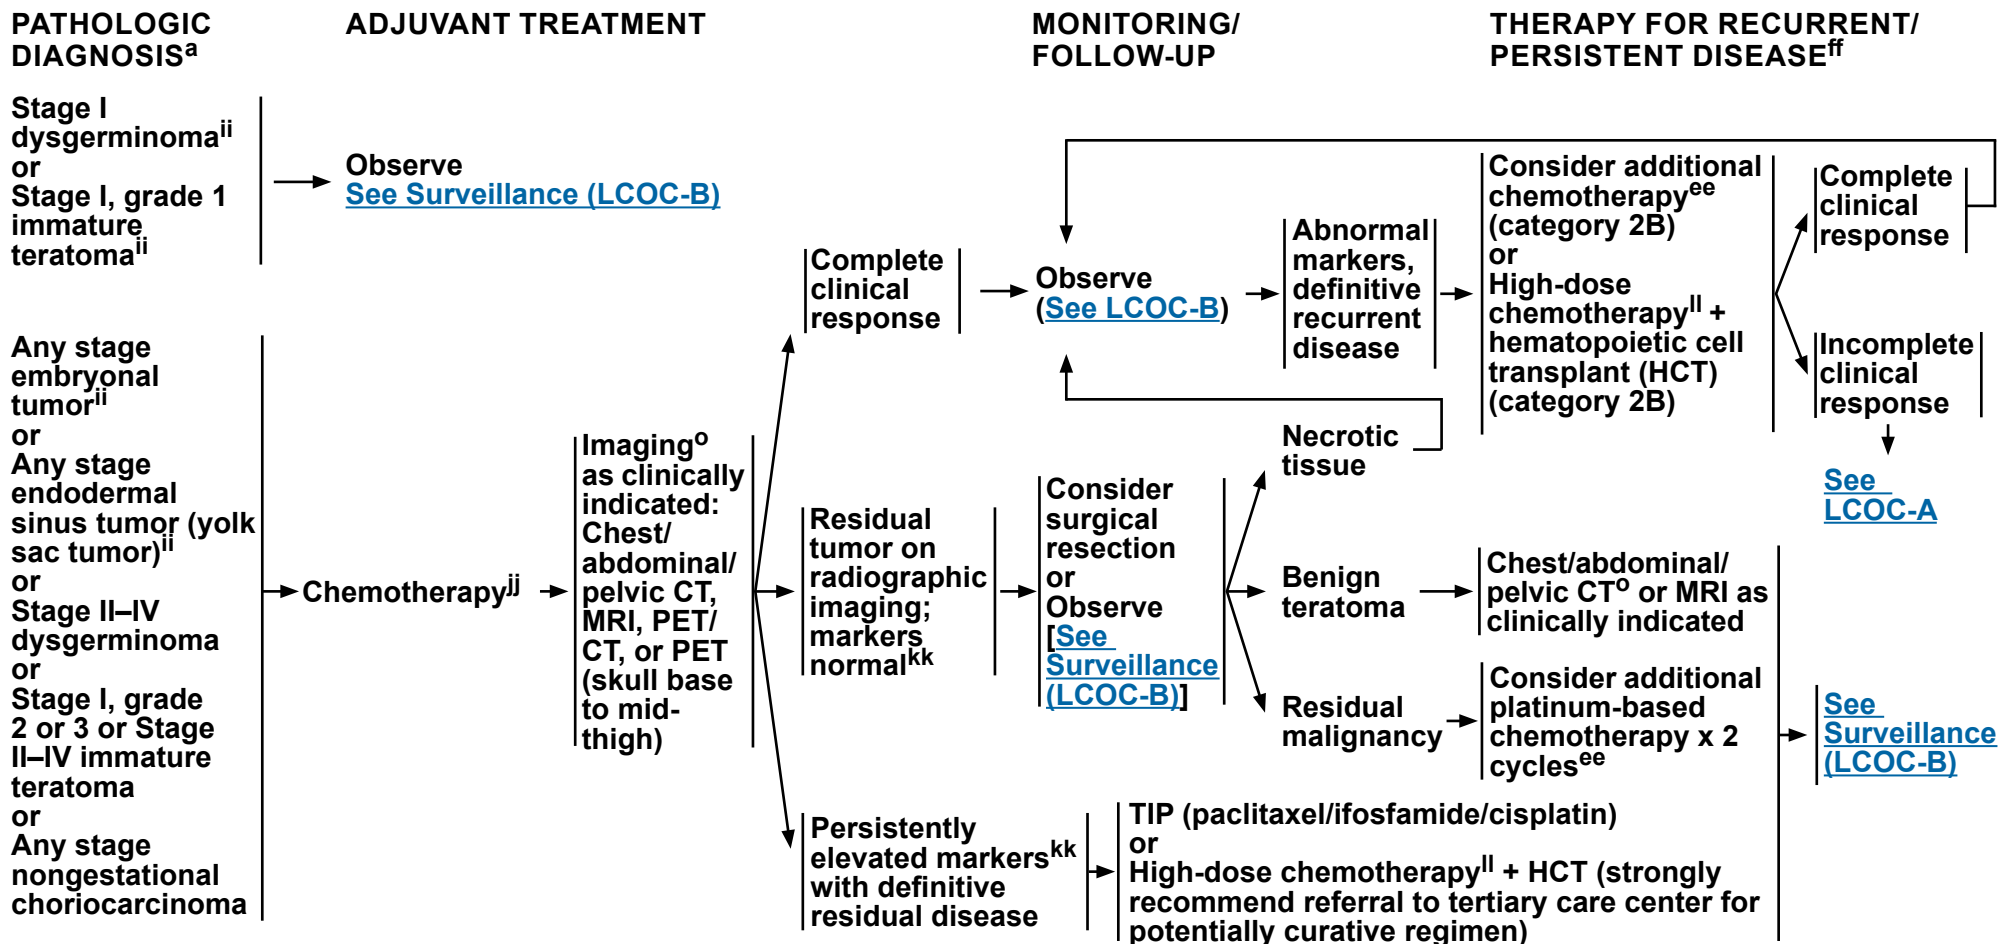 PATHOLOGIC
DIAGNOSISa
ADJUVANT TREATMENT
MONITORING/
FOLLOW-UP
THERAPY FOR RECURRENT/
PERSISTENT DISEASEff
Stage I
dysgerminomaii
or
Stage I, grade 1
immature
teratomaii
Observe
See Surveillance (LCOC-B)
Any stage
embryonal
tumorii
or
Any stage
endodermal
sinus tumor (yolk
sac tumor)ii
or
Stage II–IV
dysgerminoma
or
Stage I, grade
2 or 3 or Stage
II–IV immature
teratoma
or
Any stage
nongestational
choriocarcinoma
Chemotherapyjj
Imagingo
as clinically
indicated:
Chest/
abdominal/
pelvic CT,
MRI, PET/
CT, or PET
(skull base
to mid-
thigh)
Complete
clinical
response
Observe
(See LCOC-B)
Abnormal
markers,
definitive
recurrent
disease
Consider additional
chemotherapyee
(category 2B)
or
High-dose
chemotherapyll +
hematopoietic cell
transplant (HCT)
(category 2B)
Complete
clinical
response
Incomplete
clinical
response
See
LCOC-A
Residual
tumor on
radiographic
imaging;
markers
normalkk
Consider
surgical
resection
or
Observe
[See
Surveillance
(LCOC-B)]
Necrotic
tissue
Benign
teratoma
Chest/abdominal/
pelvic CTo or MRI as
clinically indicated
Residual
malignancy
Consider additional
platinum-based
chemotherapy x 2
cyclesee
See
Surveillance
(LCOC-B)
Persistently
elevated markerskk
with definitive
residual disease
TIP (paclitaxel/ifosfamide/cisplatin)
or
High-dose chemotherapyll + HCT (strongly
recommend referral to tertiary care center for
potentially curative regimen)